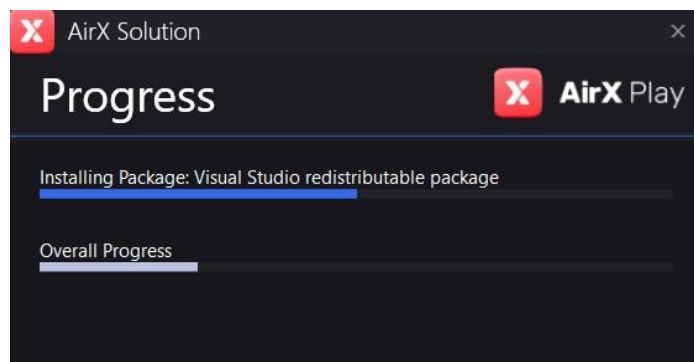 AirX Solution
Progress
AirX Play
Installing Package: Visual Studio redistributable package
Overall Progress